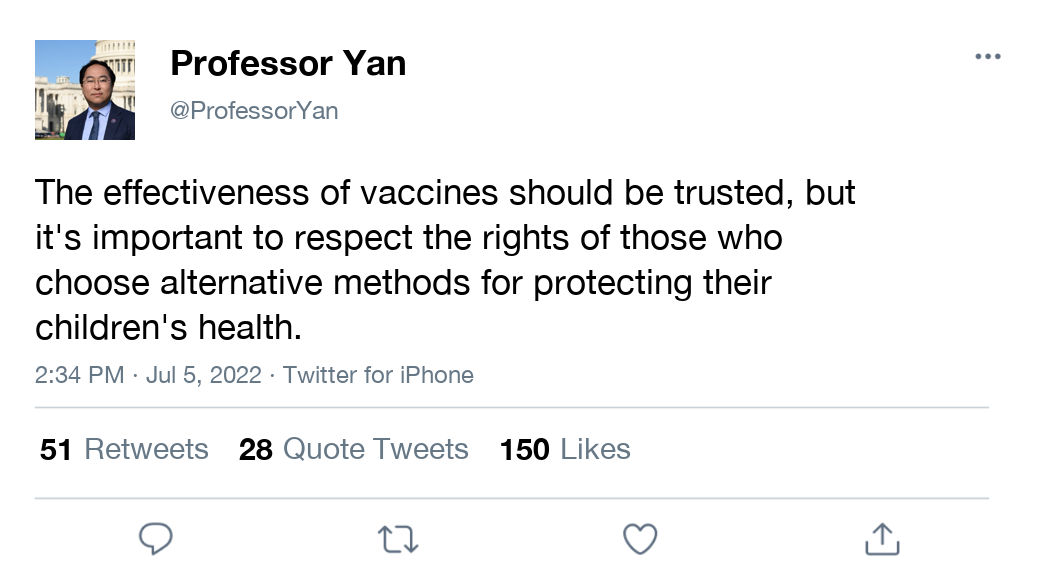 Professor Yan
@ProfessorYan
The effectiveness of vaccines should be trusted, but
it's important to respect the rights of those who
choose alternative methods for protecting their
children's health.
2:34 PM · Jul 5, 2022 · Twitter for iPhone
51 Retweets 28 Quote Tweets 150 Likes